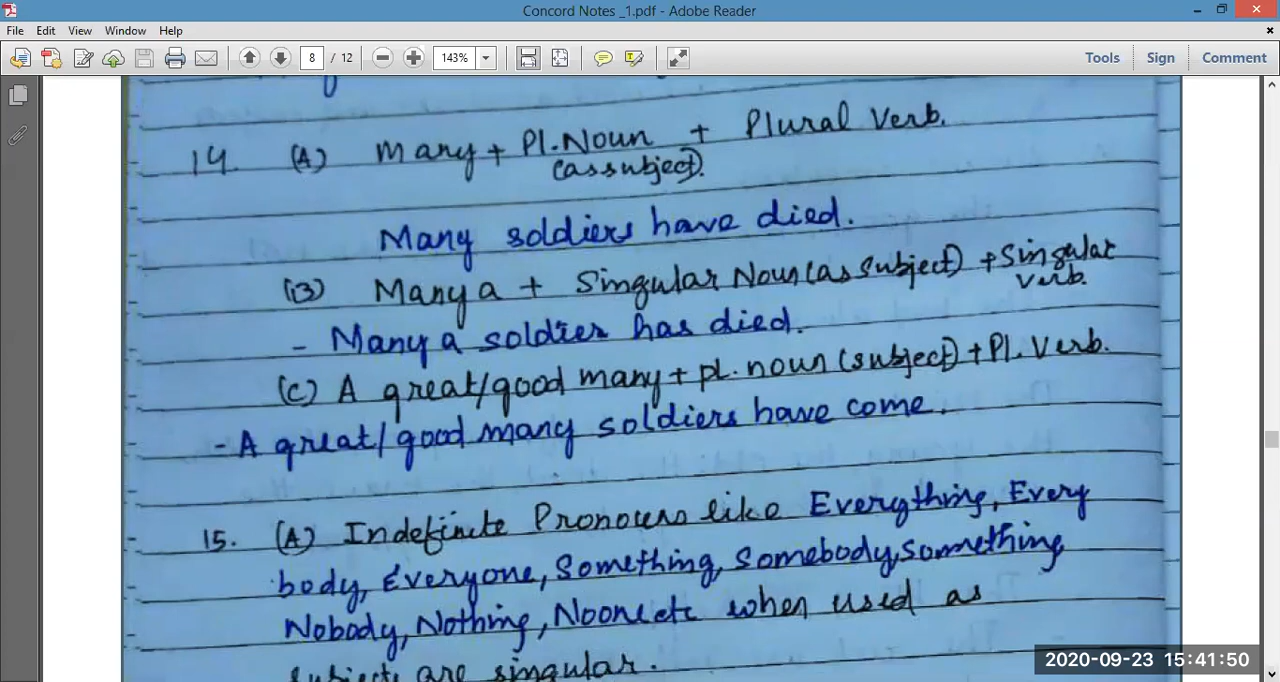 Concord Notes _1.pdf - Adobe Reader
File Edit View Window Help
8 / 12 143% Tools Sign Comment
14. (A) Many + Pl. Noun + Plural Verb.
(as subject).
Many soldiers have died.
(B) Many a + Singular Noun (as subject) + Singular
verb.
- Many a soldier has died.
(C) A great/good many + pl. noun (subject) + Pl. Verb.
- A great/good many soldiers have come.
15. (A) Indefinite Pronouns like Everything, Every
body, Everyone, Something, Somebody, something
Nobody, Nothing, Noone etc when used as
subjects are singular.
2020-09-23 15:41:50